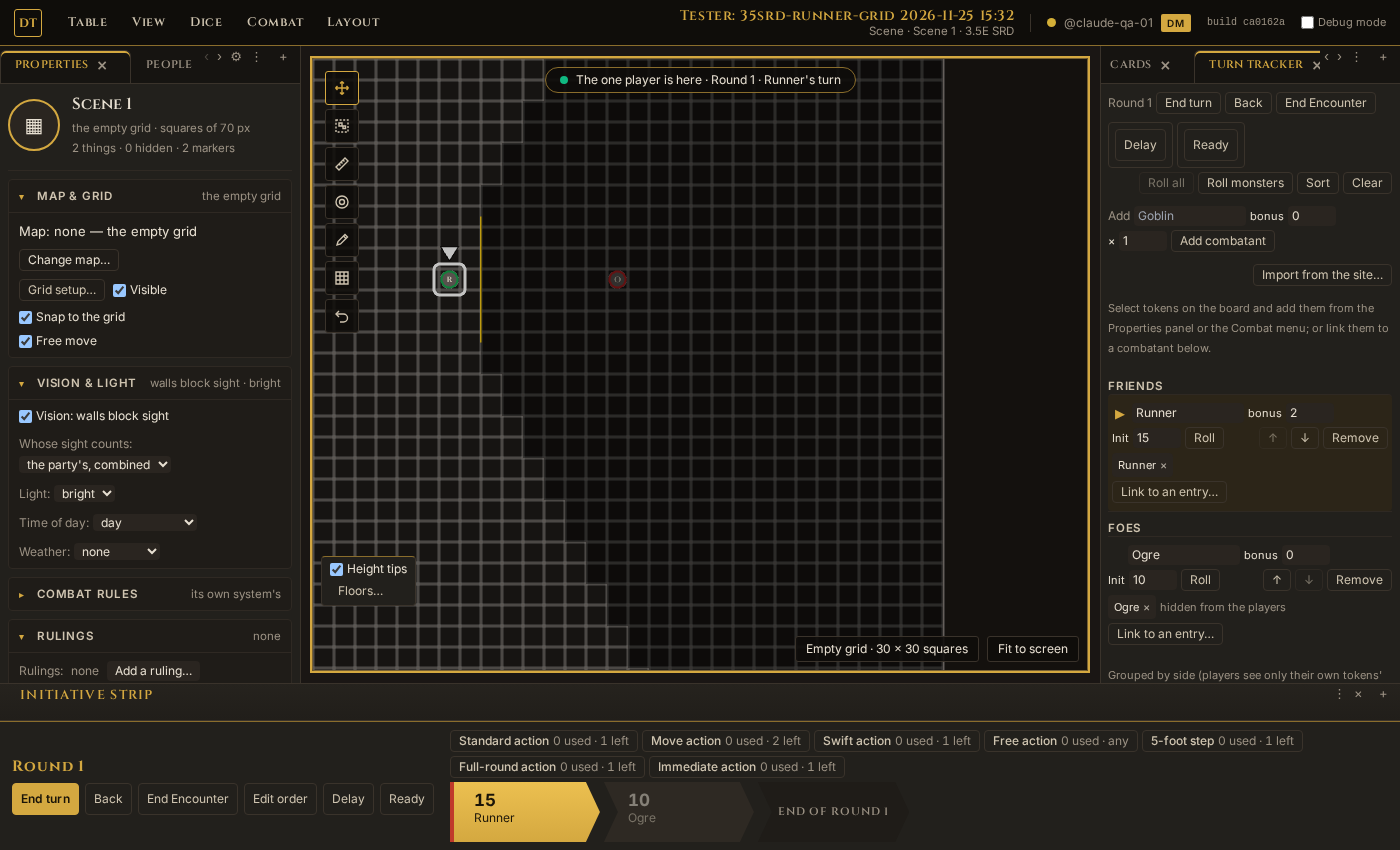 DT
TABLE VIEW DICE COMBAT LAYOUT
TESTER: 35SRD-RUNNER-GRID 2026-11-25 15:32
Scene · Scene 1 · 3.5E SRD
@claude-qa-01 DM build ca0162a Debug mode
PROPERTIES × PEOPLE ‹ › ⚙ ⋮ +
SCENE 1
the empty grid · squares of 70 px
2 things · 0 hidden · 2 markers
▾ MAP & GRID the empty grid
Map: none — the empty grid
Change map...
Grid setup... Visible
Snap to the grid
Free move
▾ VISION & LIGHT walls block sight · bright
Vision: walls block sight
Whose sight counts:
the party's, combined
Light: bright
Time of day: day
Weather: none
▸ COMBAT RULES its own system's
▾ RULINGS none
Rulings: none Add a ruling...
The one player is here · Round 1 · Runner's turn
R
O
Height tips
Floors...
Empty grid · 30 × 30 squares Fit to screen
CARDS × TURN TRACKER × ‹ › ⋮ +
Round 1 End turn Back End Encounter
Delay Ready
Roll all Roll monsters Sort Clear
Add Goblin bonus 0
× 1 Add combatant
Import from the site...
Select tokens on the board and add them from the
Properties panel or the Combat menu; or link them to
a combatant below.
FRIENDS
▶ Runner bonus 2
Init 15 Roll ↑ ↓ Remove
Runner ×
Link to an entry...
FOES
Ogre bonus 0
Init 10 Roll ↑ ↓ Remove
Ogre × hidden from the players
Link to an entry...
Grouped by side (players see only their own tokens'
INITIATIVE STRIP ⋮ × +
ROUND 1
End turn Back End Encounter Edit order Delay Ready
Standard action 0 used · 1 left Move action 0 used · 2 left Swift action 0 used · 1 left Free action 0 used · any 5-foot step 0 used · 1 left
Full-round action 0 used · 1 left Immediate action 0 used · 1 left
15
Runner
10
Ogre
END OF ROUND 1